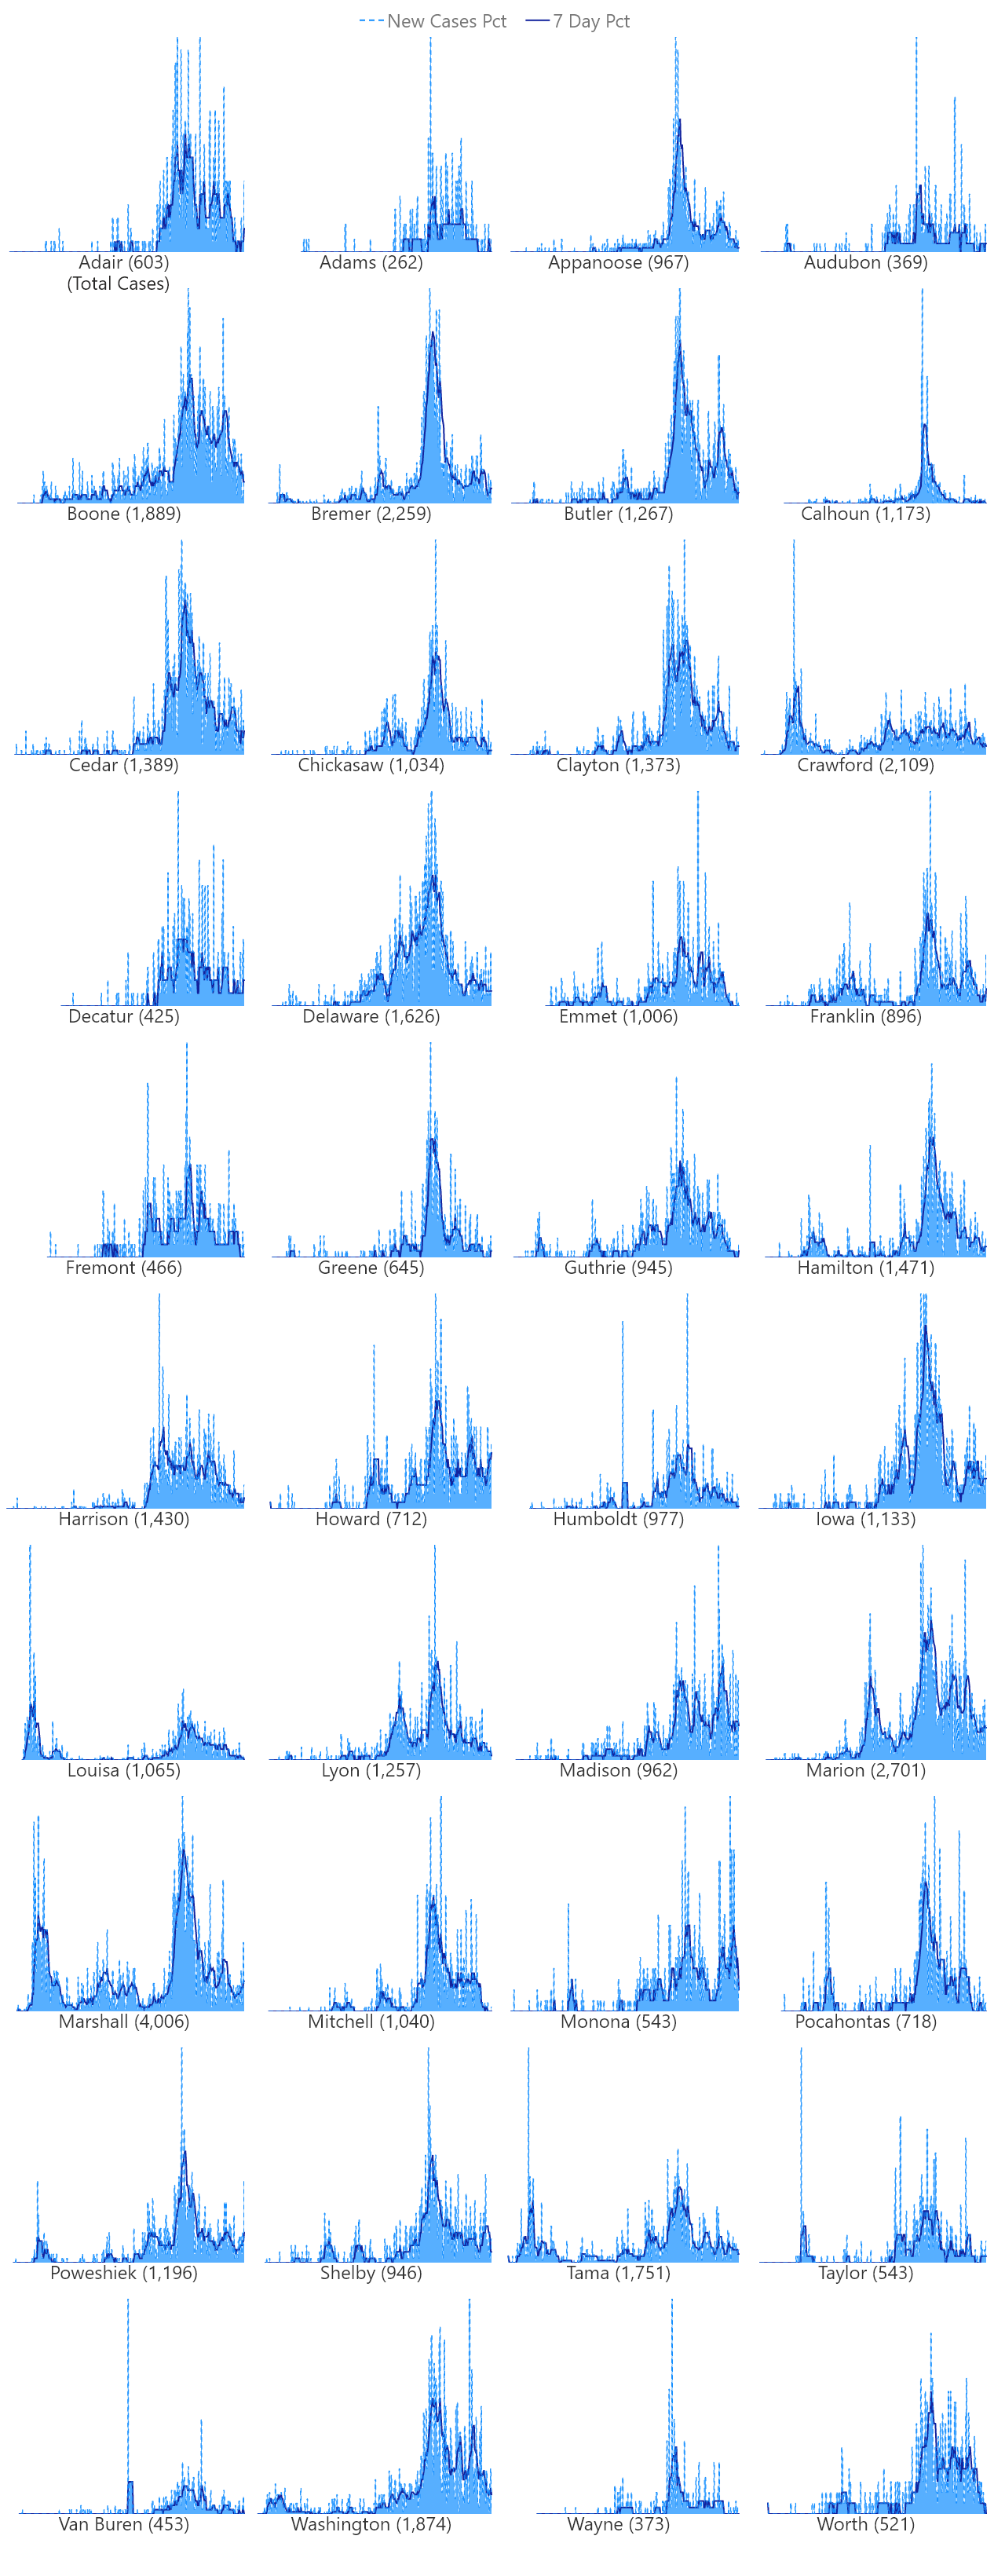 New Cases Pct 7 Day Pct
Adair (603) Adams (262) Appanoose (967) Audubon (369)
(Total Cases)
Boone (1,889) Bremer (2,259) Butler (1,267) Calhoun (1,173)
Cedar (1,389) Chickasaw (1,034) Clayton (1,373) Crawford (2,109)
Decatur (425) Delaware (1,626) Emmet (1,006) Franklin (896)
Fremont (466) Greene (645) Guthrie (945) Hamilton (1,471)
Harrison (1,430) Howard (712) Humboldt (977) Iowa (1,133)
Louisa (1,065) Lyon (1,257) Madison (962) Marion (2,701)
Marshall (4,006) Mitchell (1,040) Monona (543) Pocahontas (718)
Poweshiek (1,196) Shelby (946) Tama (1,751) Taylor (543)
Van Buren (453) Washington (1,874) Wayne (373) Worth (521)